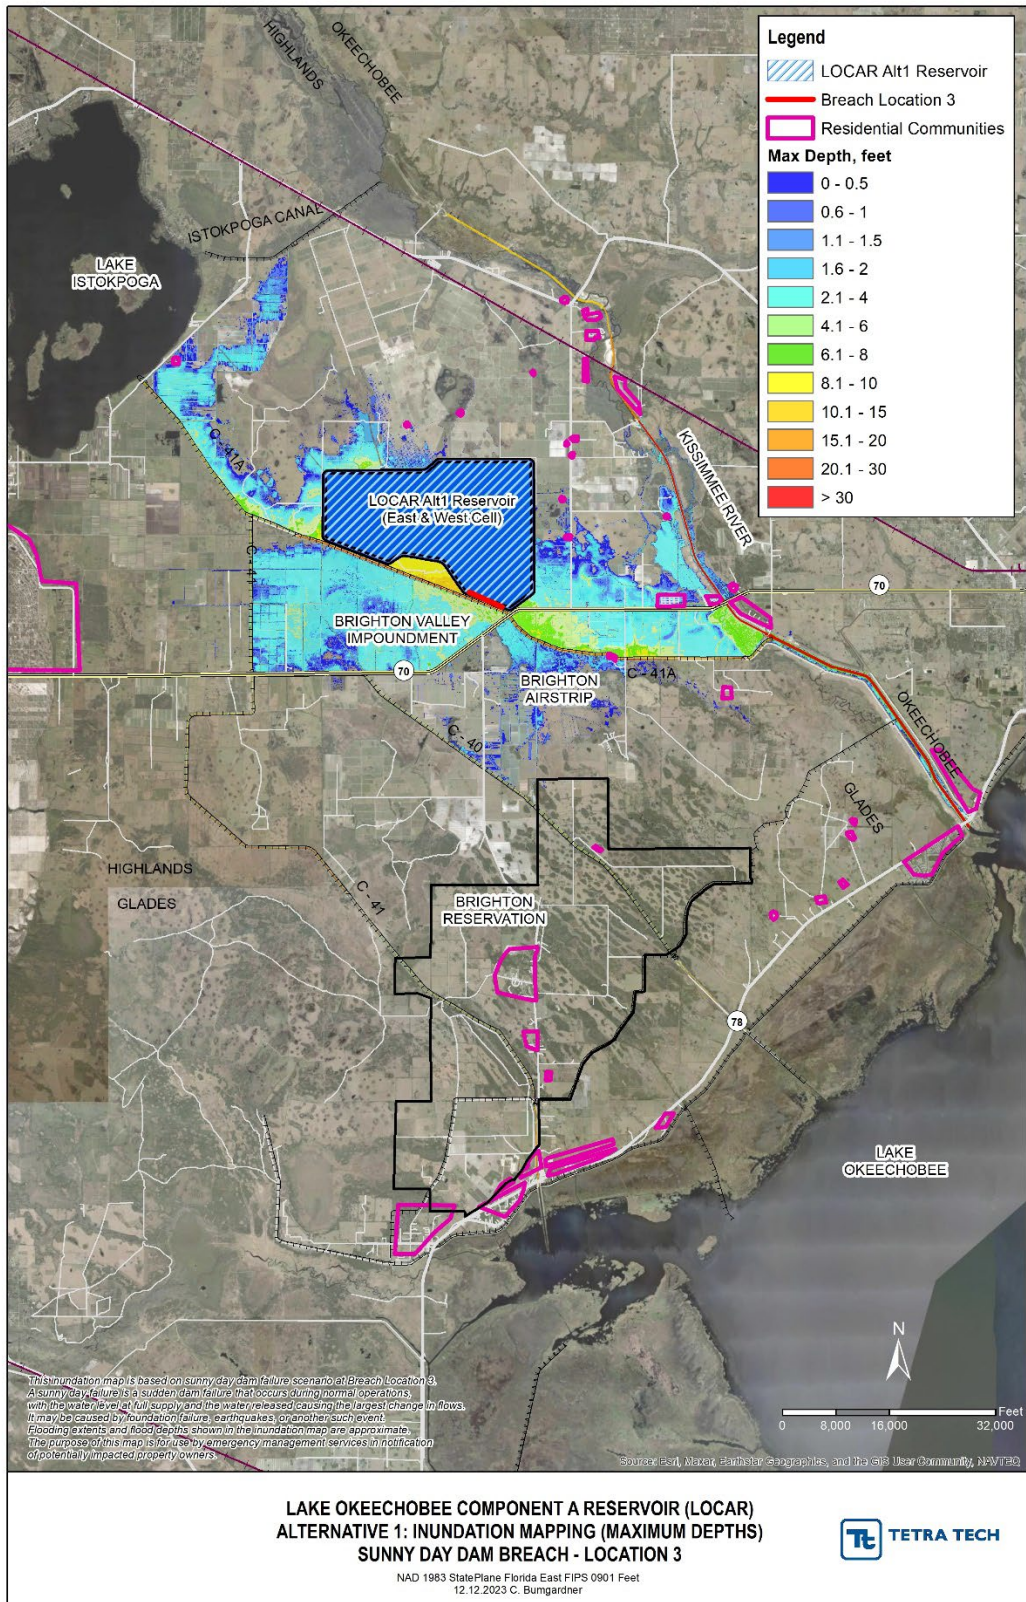 Legend
LOCAR Alt1 Reservoir
Breach Location 3
Residential Communities
Max Depth, feet
0 - 0.5
0.6 - 1
1.1 - 1.5
1.6 - 2
2.1 - 4
4.1 - 6
6.1 - 8
8.1 - 10
10.1 - 15
15.1 - 20
20.1 - 30
> 30
OKEECHOBEE
HIGHLANDS
ISTOKPOGA CANAL
LAKE
ISTOKPOGA
C - 41A
KISSIMMEE RIVER
LOCAR Alt1 Reservoir
(East & West Cell)
C - 41
70
BRIGHTON VALLEY
IMPOUNDMENT
70
BRIGHTON
AIRSTRIP
C - 41A
C - 40
OKEECHOBEE
GLADES
HIGHLANDS
GLADES
C - 41
BRIGHTON
RESERVATION
78
LAKE
OKEECHOBEE
N
Feet
0 8,000 16,000 32,000
This inundation map is based on sunny day dam failure scenario at Breach Location 3.
A sunny day failure is a sudden dam failure that occurs during normal operations,
with the water level at full supply and the water released causing the largest change in flows.
It may be caused by foundation failure, earthquakes, or another such event.
Flooding extents and flood depths shown in the inundation map are approximate.
The purpose of this map is for use by emergency management services in notification
of potentially impacted property owners.
Source: Esri, Maxar, Earthstar Geographics, and the GIS User Community, NAVTEQ
LAKE OKEECHOBEE COMPONENT A RESERVOIR (LOCAR)
ALTERNATIVE 1: INUNDATION MAPPING (MAXIMUM DEPTHS)
SUNNY DAY DAM BREACH - LOCATION 3
NAD 1983 StatePlane Florida East FIPS 0901 Feet
12.12.2023 C. Bumgardner
Tt
TETRA TECH